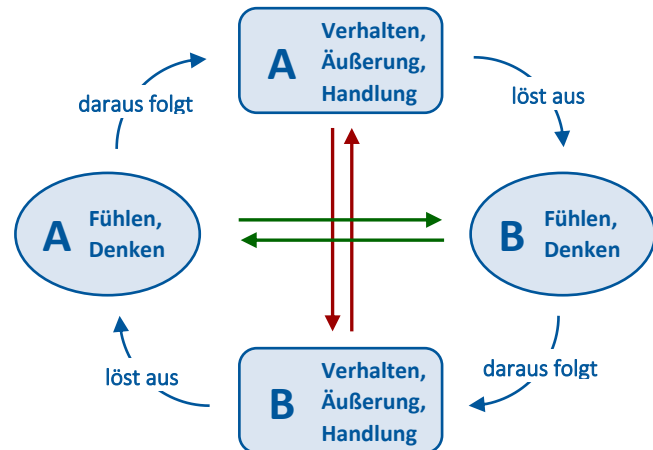 A
Verhalten,
Äußerung,
Handlung
daraus folgt
löst aus
A
Fühlen,
Denken
B
Fühlen,
Denken
löst aus
daraus folgt
B
Verhalten,
Äußerung,
Handlung